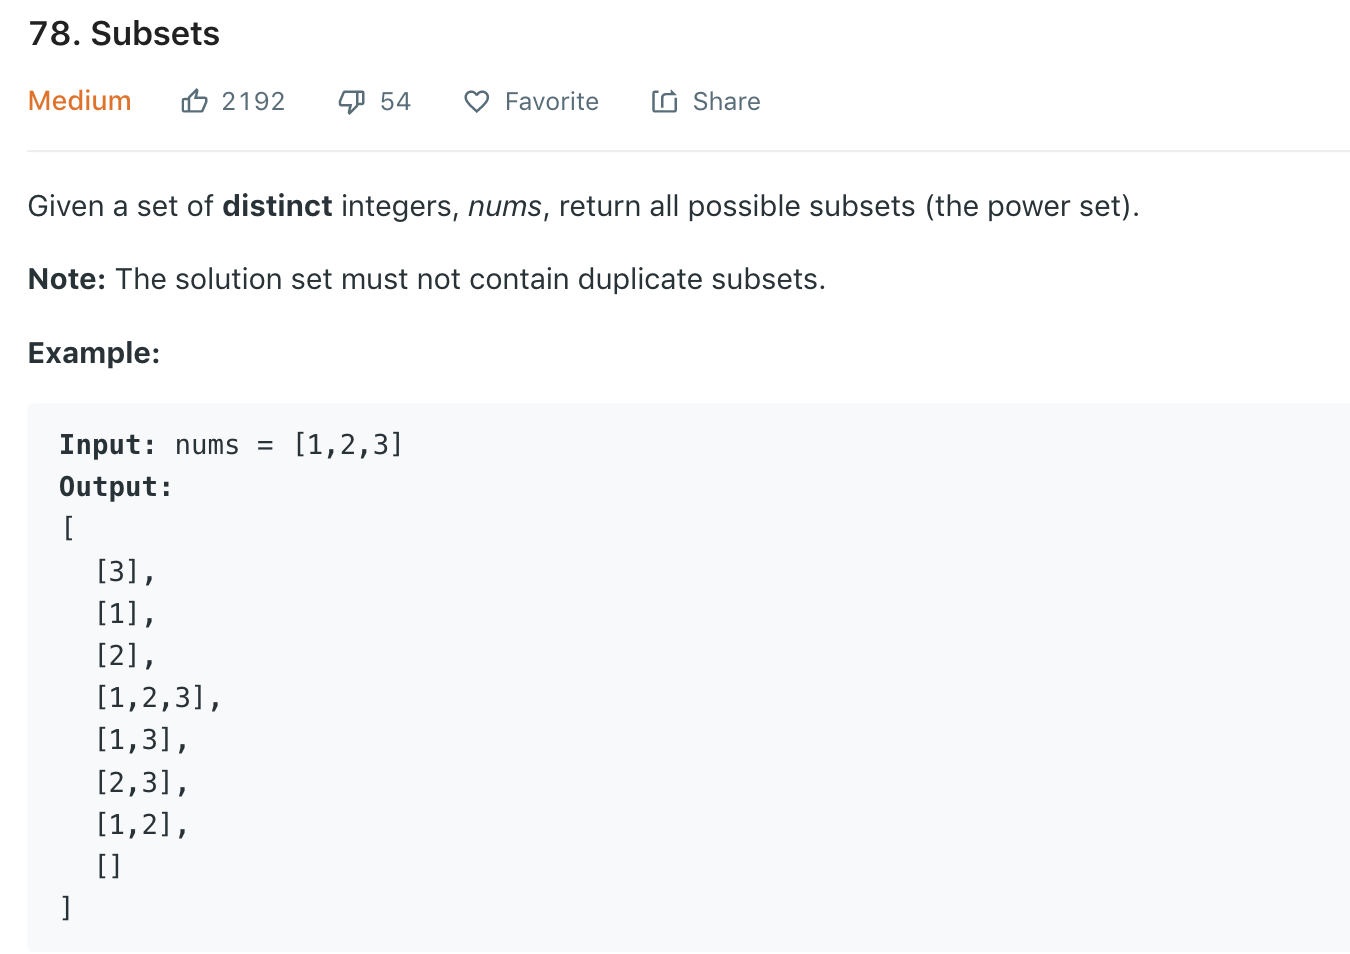 78. Subsets
Medium 2192 54 Favorite Share
Given a set of distinct integers, nums, return all possible subsets (the power set).
Note: The solution set must not contain duplicate subsets.
Example:
Input: nums = [1,2,3]
Output:
[
  [3],
  [1],
  [2],
  [1,2,3],
  [1,3],
  [2,3],
  [1,2],
  []
]